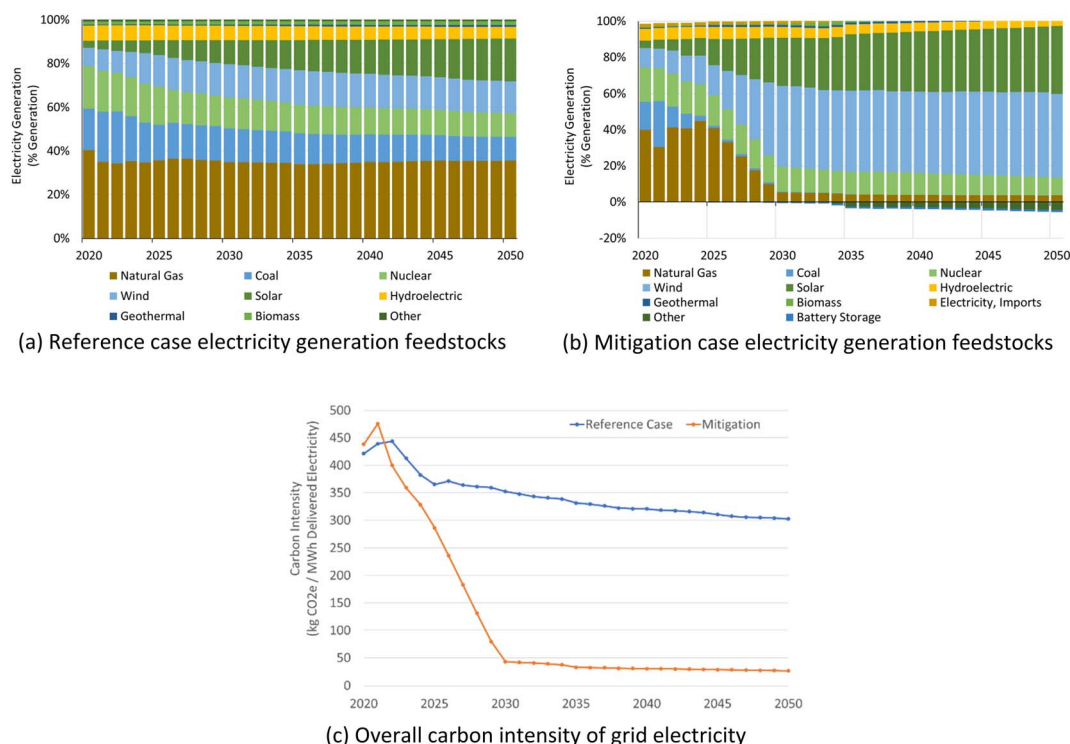 Electricity Generation
(% Generation)
100%
80%
60%
40%
20%
0%
2020 2025 2030 2035 2040 2045 2050
Natural Gas Coal Nuclear
Wind Solar Hydroelectric
Geothermal Biomass Other
(a) Reference case electricity generation feedstocks
Electricity Generation
(% Generation)
100%
80%
60%
40%
20%
0%
-20%
2020 2025 2030 2035 2040 2045 2050
Natural Gas Coal Nuclear
Wind Solar Hydroelectric
Geothermal Biomass Electricity, Imports
Other Battery Storage
(b) Mitigation case electricity generation feedstocks
Carbon Intensity
(kg CO2e / MWh Delivered Electricity)
500
450
400
350
300
250
200
150
100
50
0
Reference Case Mitigation
2020 2025 2030 2035 2040 2045 2050
(c) Overall carbon intensity of grid electricity